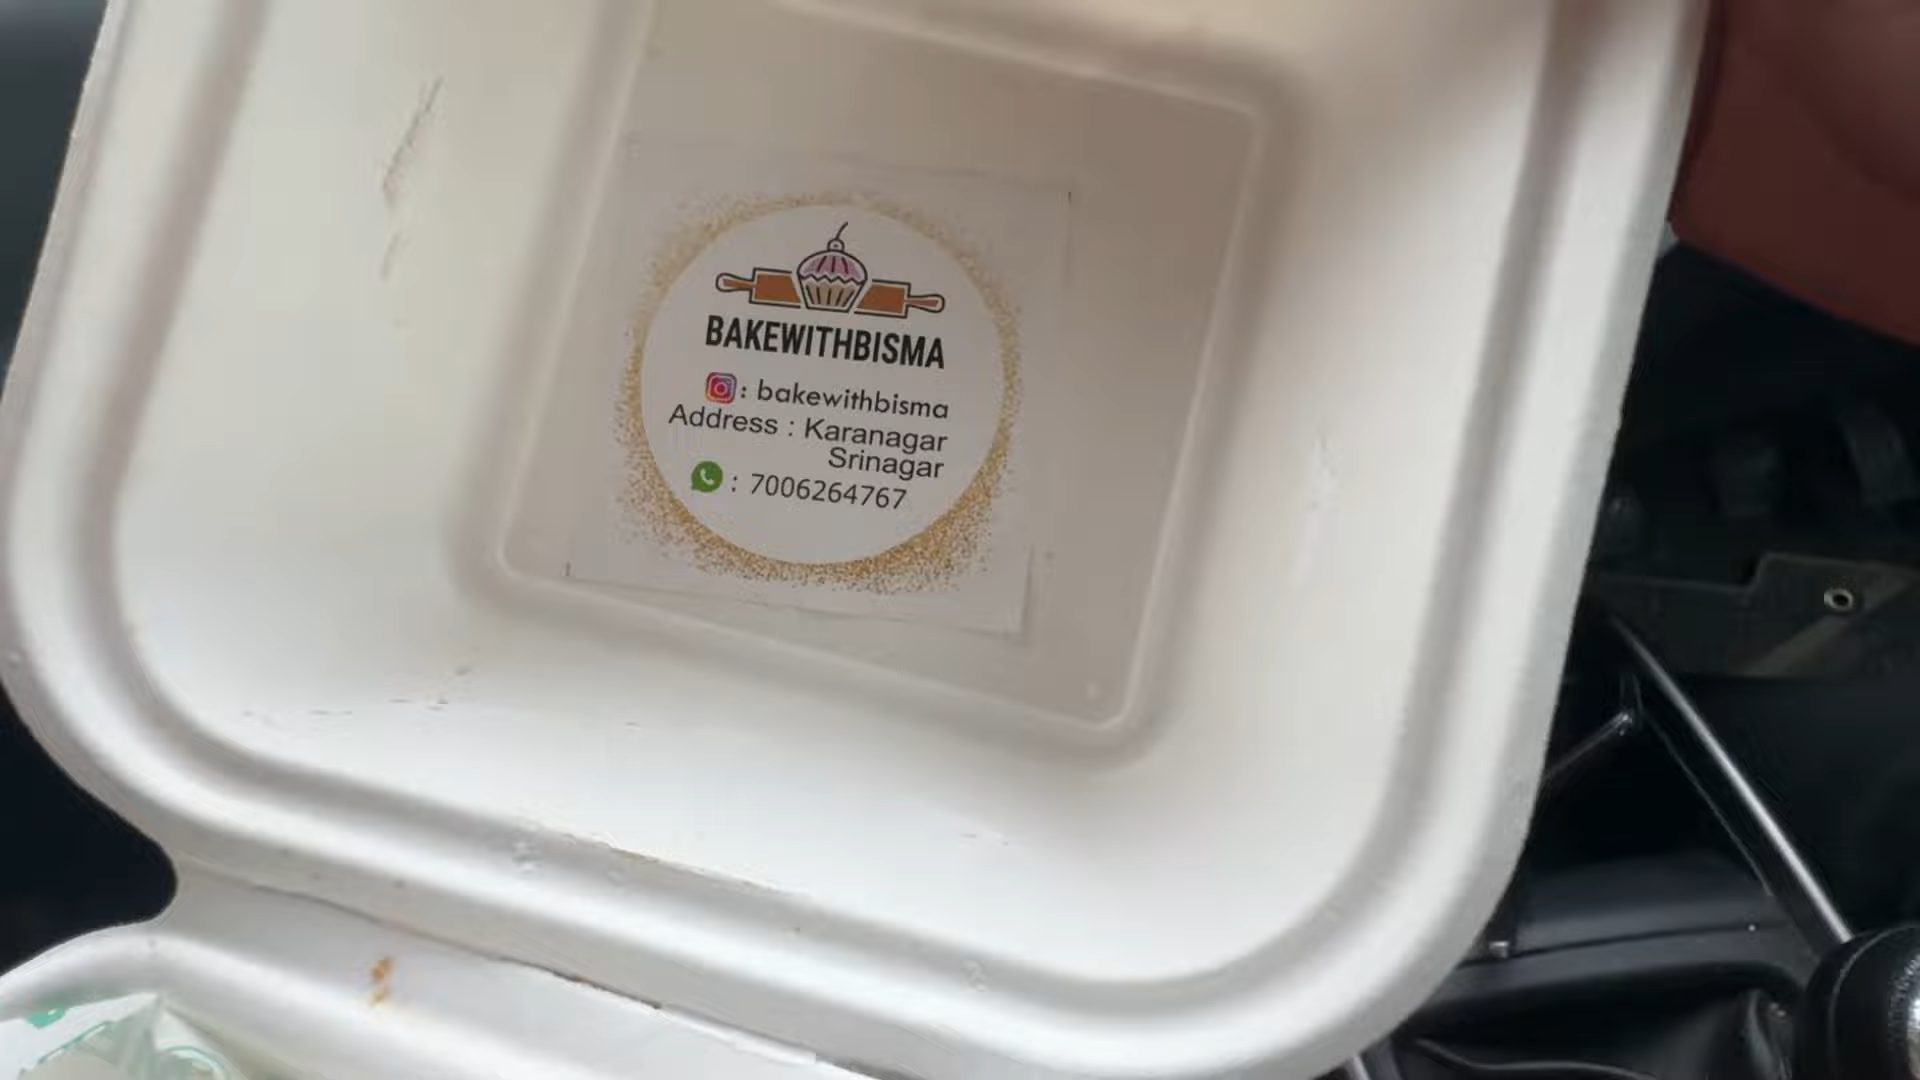 BAKEWITHBISMA
: bakewithbisma
Address : Karanagar
Srinagar
: 7006264767